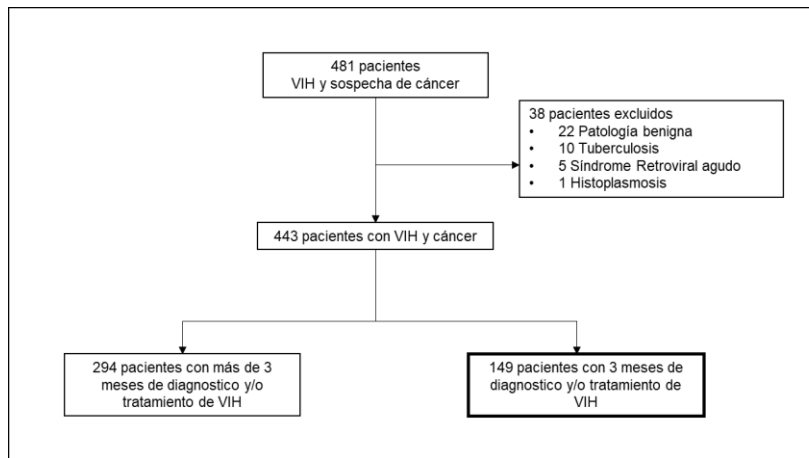 481 pacientes
VIH y sospecha de cáncer
38 pacientes excluidos
• 22 Patología benigna
• 10 Tuberculosis
• 5 Síndrome Retroviral agudo
• 1 Histoplasmosis
443 pacientes con VIH y cáncer
294 pacientes con más de 3
meses de diagnostico y/o
tratamiento de VIH
149 pacientes con 3 meses de
diagnostico y/o tratamiento de
VIH